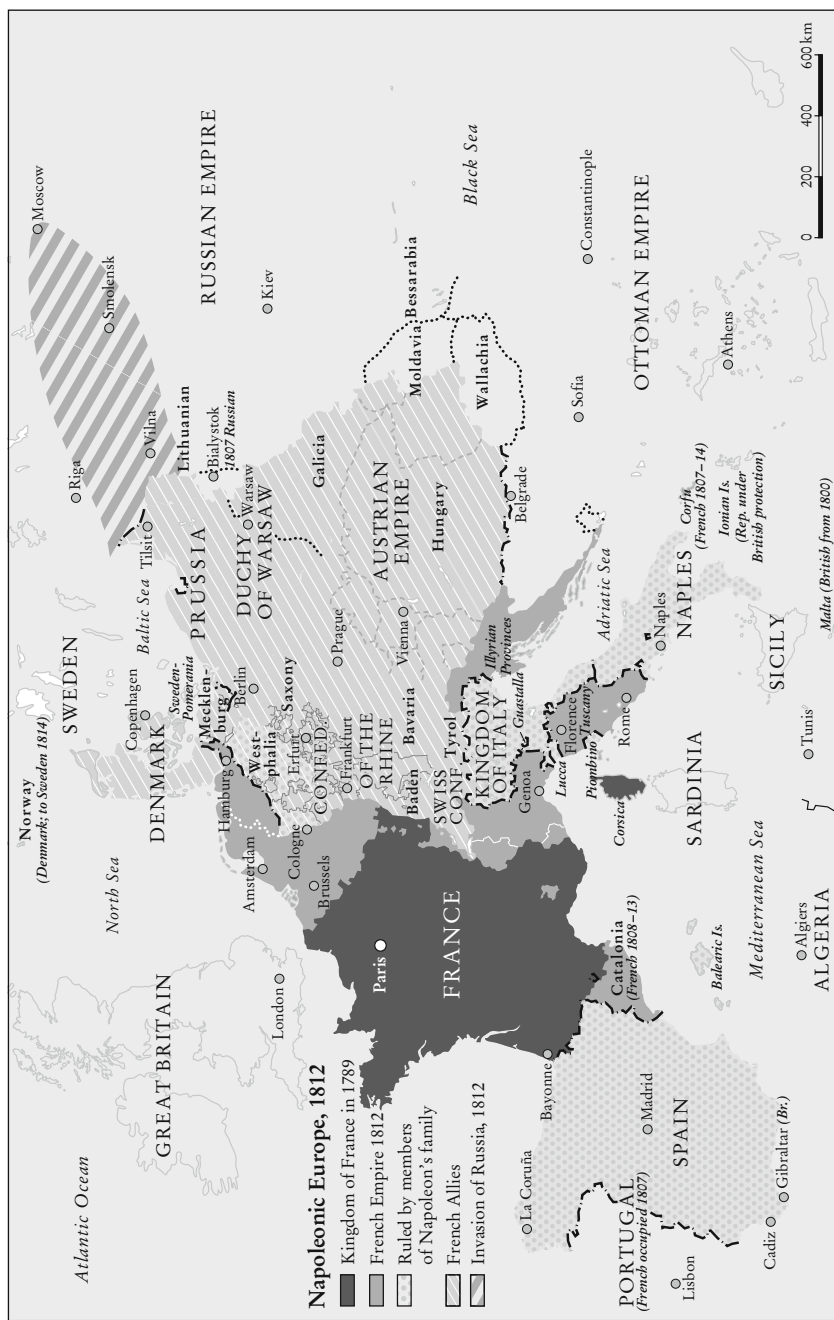 Napoleonic Europe, 1812
Kingdom of France in 1789
French Empire 1812
Ruled by members
of Napoleon's family
French Allies
Invasion of Russia, 1812
Atlantic Ocean
GREAT BRITAIN
London
North Sea
Norway
(Denmark; to Sweden 1814)
SWEDEN
DENMARK
Copenhagen
Baltic Sea
Sweden-
Pomerania
Mecklen-
burg
Hamburg
Berlin
PRUSSIA
Tilsit
Riga
Vilna
Lithuanian
Bialystok
1807 Russian
Smolensk
Moscow
RUSSIAN EMPIRE
Kiev
Amsterdam
Cologne
Brussels
West-
phalia
Erfurt
Saxony
CONFED.
OF THE RHINE
Frankfurt
DUCHY
OF WARSAW
Warsaw
Galicia
Prague
Paris
FRANCE
Baden
Bavaria
Vienna
AUSTRIAN
EMPIRE
Hungary
Moldavia
Bessarabia
Wallachia
Black Sea
SWISS
CONF.
Tyrol
KINGDOM
OF ITALY
Illyrian
Provinces
Guastalla
Belgrade
Genoa
Lucca
Florence
Tuscany
Piombino
Rome
Adriatic Sea
Sofia
Constantinople
OTTOMAN EMPIRE
Athens
Bayonne
La Coruña
Catalonia
(French 1808–13)
Corsica
SARDINIA
Naples
NAPLES
Corfu
(French 1807–14)
Ionian Is.
(Rep. under
British protection)
Madrid
SPAIN
PORTUGAL
(French occupied 1807)
Lisbon
Cadiz
Gibraltar (Br.)
Balearic Is.
Mediterranean Sea
Algiers
ALGERIA
Tunis
SICILY
Malta (British from 1800)
0
200
400
600 km